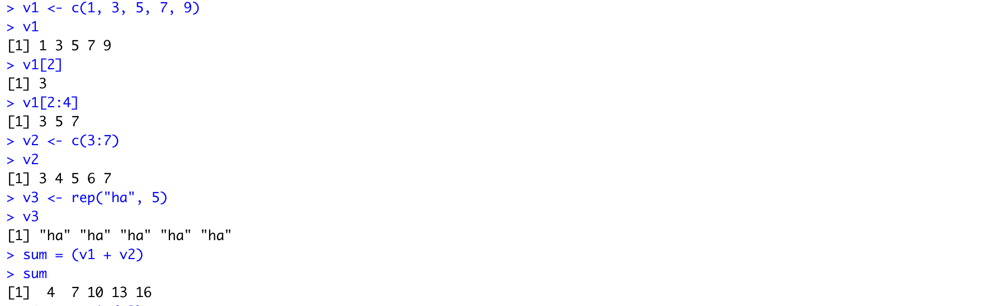 > v1 <- c(1, 3, 5, 7, 9)
> v1
[1] 1 3 5 7 9
> v1[2]
[1] 3
> v1[2:4]
[1] 3 5 7
> v2 <- c(3:7)
> v2
[1] 3 4 5 6 7
> v3 <- rep("ha", 5)
> v3
[1] "ha" "ha" "ha" "ha" "ha"
> sum = (v1 + v2)
> sum
[1]  4  7 10 13 16